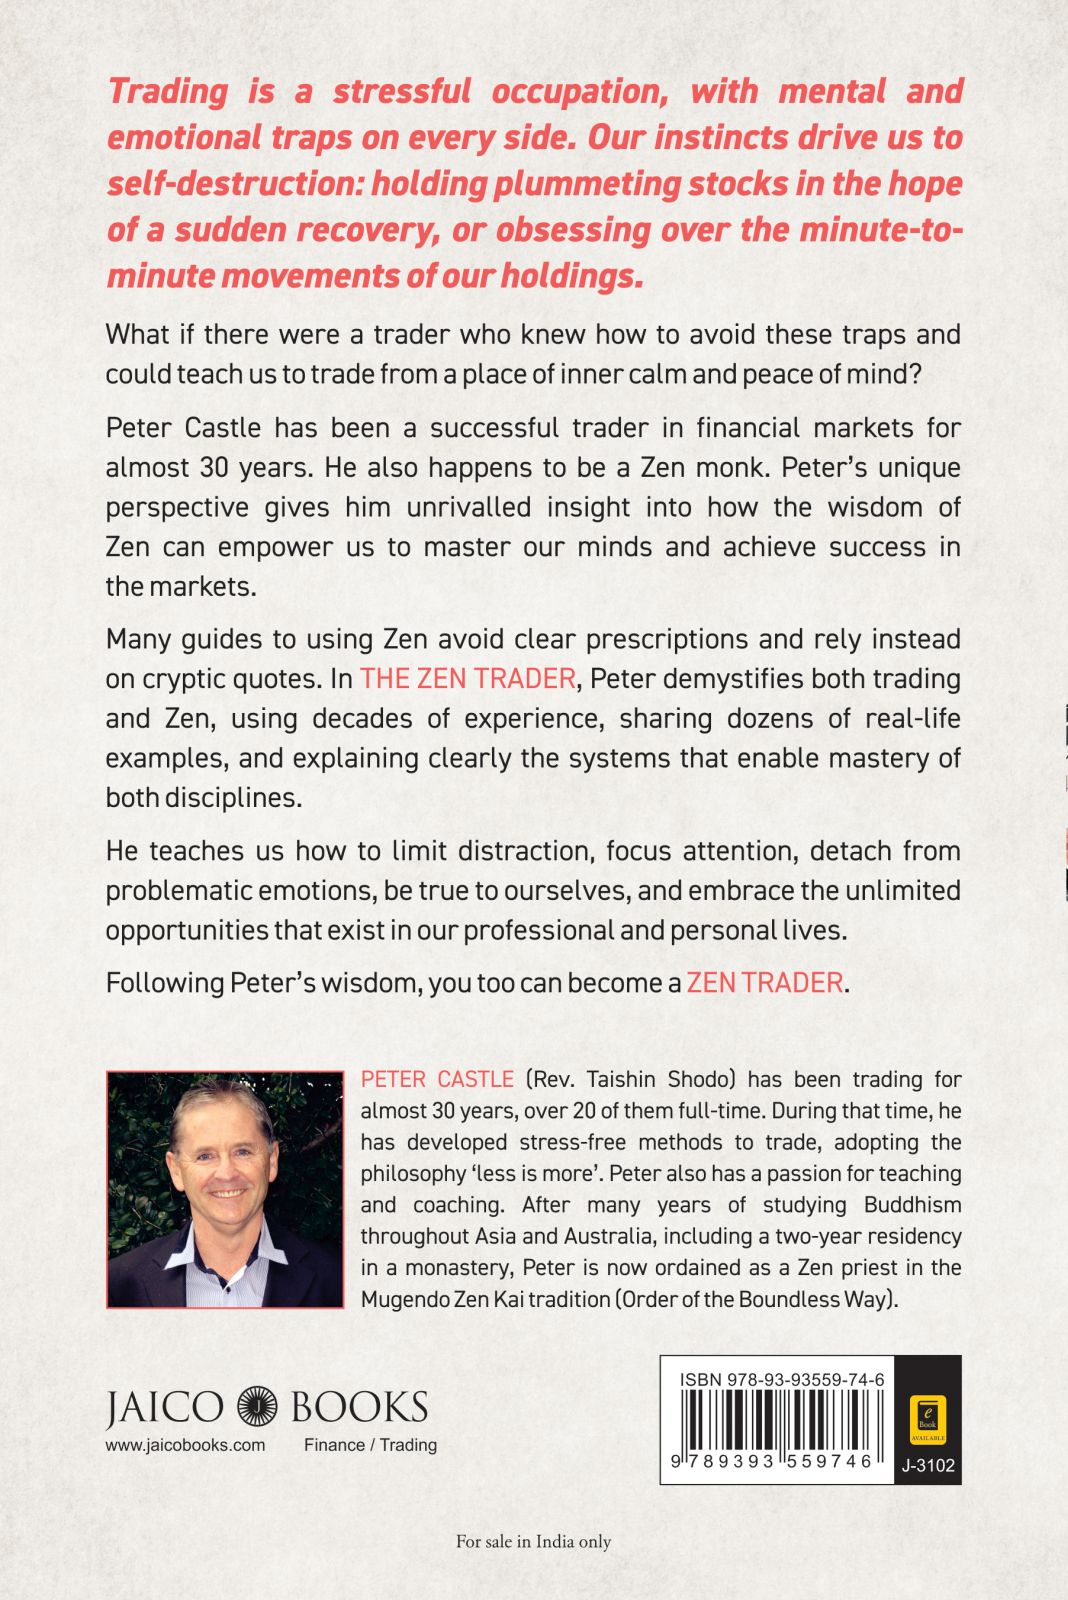 Trading is a stressful occupation, with mental and
emotional traps on every side. Our instincts drive us to
self-destruction: holding plummeting stocks in the hope
of a sudden recovery, or obsessing over the minute-to-
minute movements of our holdings.
What if there were a trader who knew how to avoid these traps and
could teach us to trade from a place of inner calm and peace of mind?
Peter Castle has been a successful trader in financial markets for
almost 30 years. He also happens to be a Zen monk. Peter’s unique
perspective gives him unrivalled insight into how the wisdom of
Zen can empower us to master our minds and achieve success in
the markets.
Many guides to using Zen avoid clear prescriptions and rely instead
on cryptic quotes. In THE ZEN TRADER, Peter demystifies both trading
and Zen, using decades of experience, sharing dozens of real-life
examples, and explaining clearly the systems that enable mastery of
both disciplines.
He teaches us how to limit distraction, focus attention, detach from
problematic emotions, be true to ourselves, and embrace the unlimited
opportunities that exist in our professional and personal lives.
Following Peter’s wisdom, you too can become a ZEN TRADER.
PETER CASTLE (Rev. Taishin Shodo) has been trading for
almost 30 years, over 20 of them full-time. During that time, he
has developed stress-free methods to trade, adopting the
philosophy ‘less is more’. Peter also has a passion for teaching
and coaching. After many years of studying Buddhism
throughout Asia and Australia, including a two-year residency
in a monastery, Peter is now ordained as a Zen priest in the
Mugendo Zen Kai tradition (Order of the Boundless Way).
JAICO J BOOKS
www.jaicobooks.com Finance / Trading
ISBN 978-93-93559-74-6
9 789393 559746
e
Book
AVAILABLE
J-3102
For sale in India only